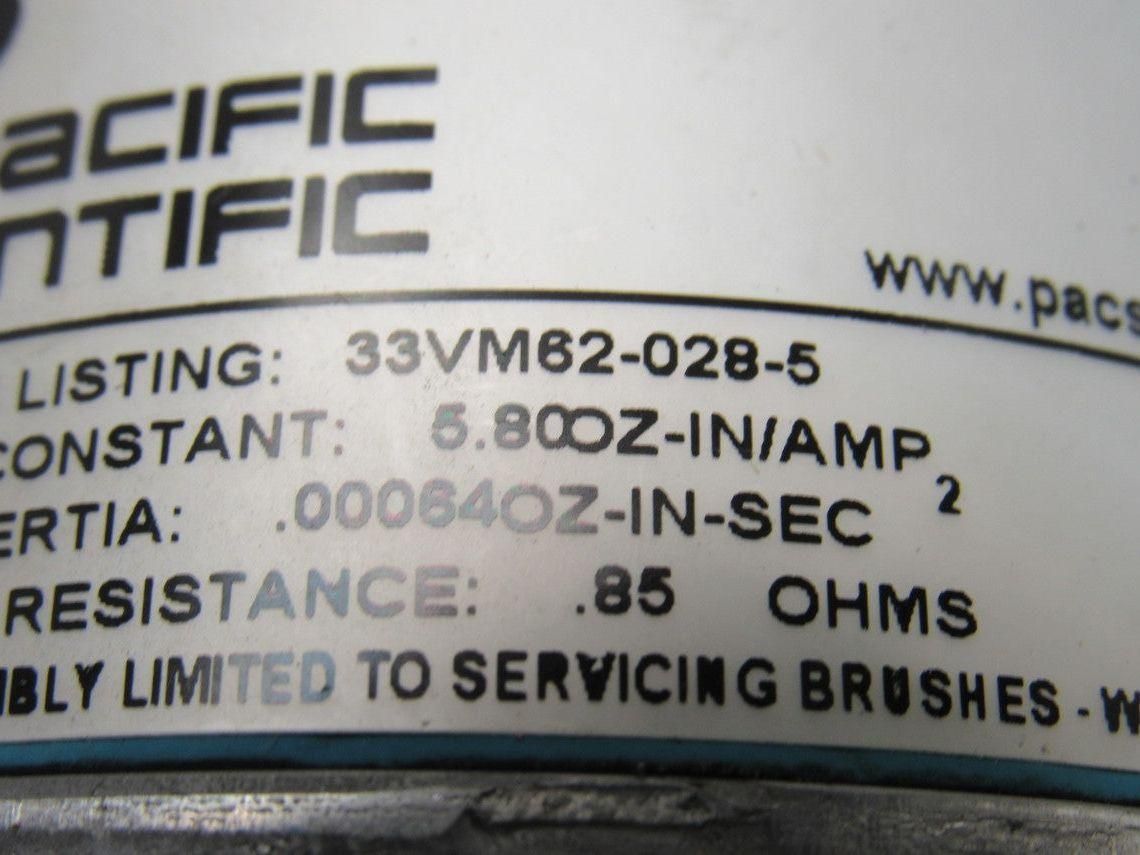 aCIFIC
NTIFIC
www.pacs
LISTING: 33VM62-028-5
CONSTANT: 5.80OZ-IN/AMP
ERTIA: .00064OZ-IN-SEC 2
RESISTANCE: .85 OHMS
MBLY LIMITED TO SERVICING BRUSHES - W